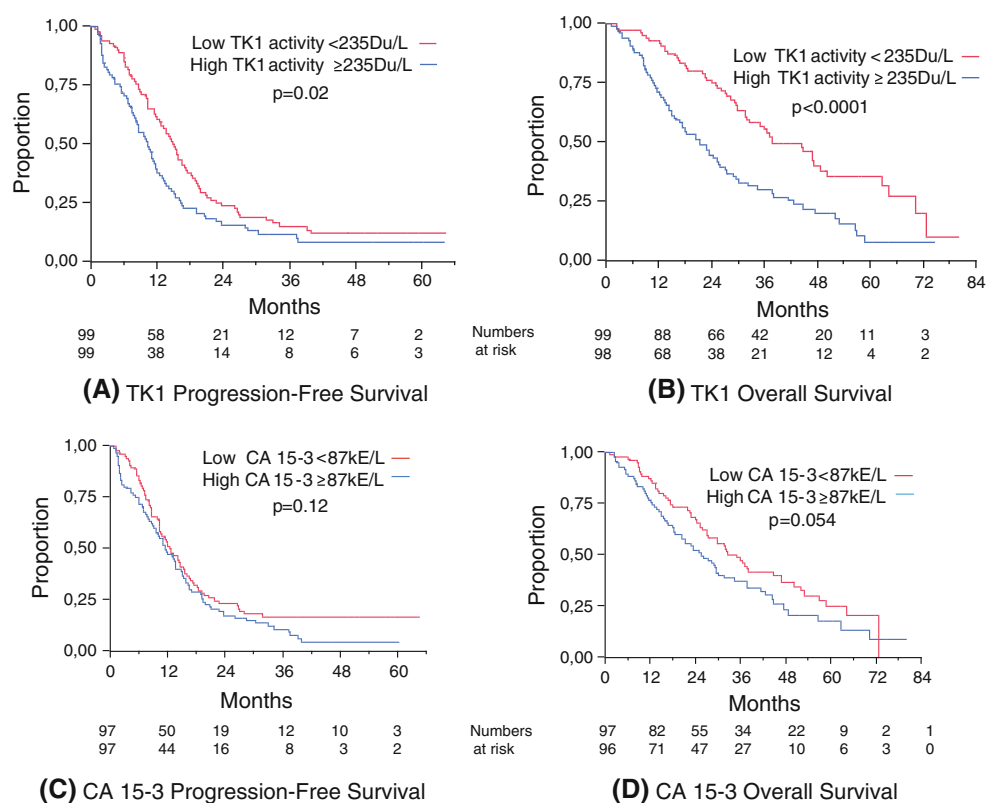 1,00
0,75
0,50
0,25
0,00
Proportion
Low TK1 activity <235Du/L
High TK1 activity ≥235Du/L
p=0.02
0 12 24 36 48 60
Months
99 58 21 12 7 2
99 38 14 8 6 3
(A) TK1 Progression-Free Survival
1,00
0,75
0,50
0,25
0,00
Proportion
Low TK1 activity < 235Du/L
High TK1 activity ≥ 235Du/L
p<0.0001
0 12 24 36 48 60 72 84
Months
Numbers
at risk
99 88 66 42 20 11 3
98 68 38 21 12 4 2
(B) TK1 Overall Survival
1,00
0,75
0,50
0,25
0,00
Proportion
Low CA 15-3<87kE/L
High CA 15-3≥87kE/L
p=0.12
0 12 24 36 48 60
Months
97 50 19 12 10 3
97 44 16 8 3 2
(C) CA 15-3 Progression-Free Survival
1,00
0,75
0,50
0,25
0,00
Proportion
Low CA 15-3<87kE/L
High CA 15-3≥87kE/L
p=0.054
0 12 24 36 48 60 72 84
Months
Numbers
at risk
97 82 55 34 22 9 2 1
96 71 47 27 10 6 3 0
(D) CA 15-3 Overall Survival